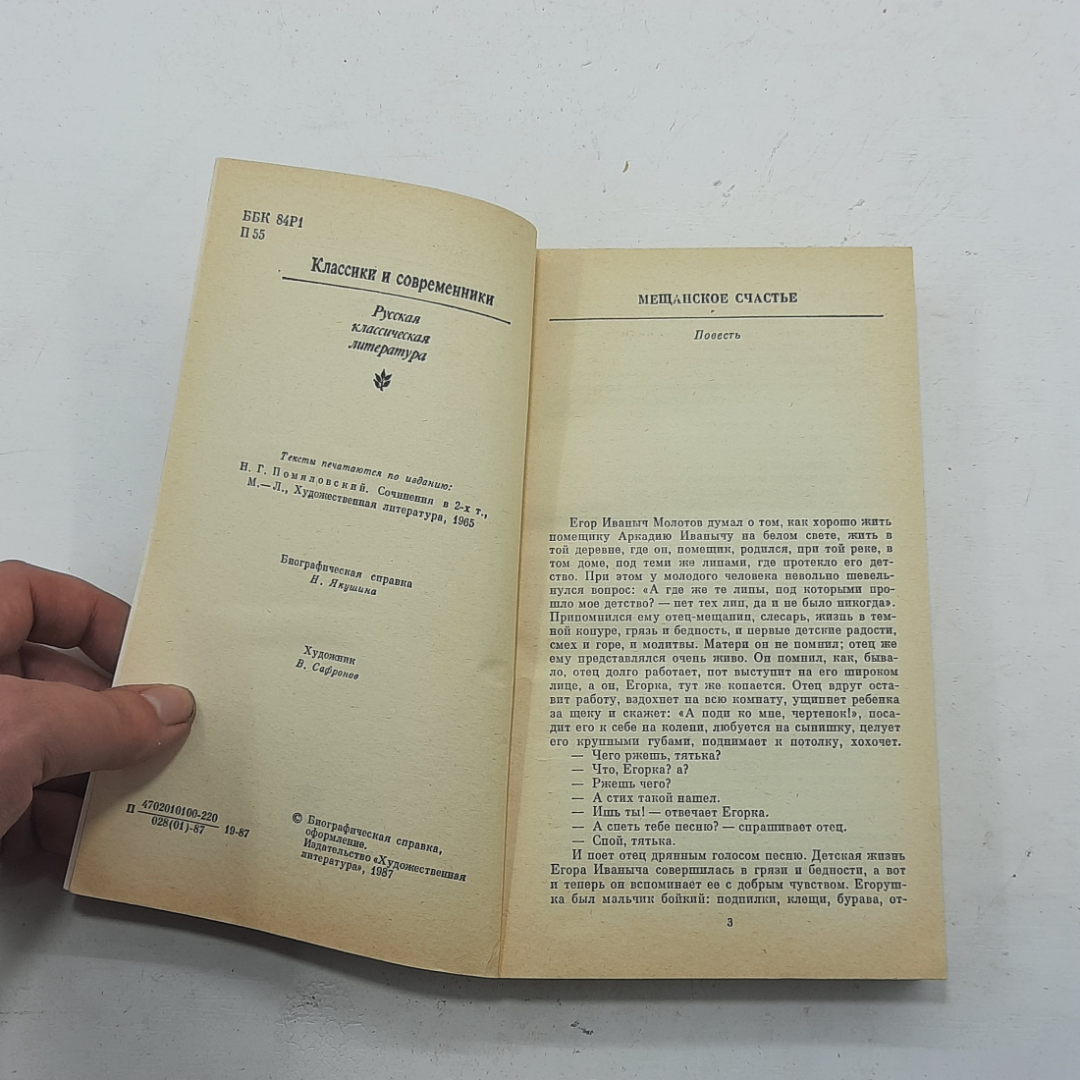 ББК 84Р1
П 55
Классики и современники
Русская
классическая
литература
Тексты печатаются по изданию:
Н. Г. Помяловский. Сочинения в 2-х т.,
М.—Л., Художественная литература, 1965
Биографическая справка
Н. Якушина
Художник
В. Сафронов
П 4702010100-220
028(01)-87 19-87
© Биографическая справка,
оформление.
Издательство «Художественная
литература», 1987
МЕЩАНСКОЕ СЧАСТЬЕ
Повесть
Егор Иваныч Молотов думал о том, как хорошо жить
помещику Аркадию Иванычу на белом свете, жить в
той деревне, где он, помещик, родился, при той реке, в
том доме, под теми же липами, где протекло его дет-
ство. При этом у молодого человека невольно шевель-
нулся вопрос: «А где же те липы, под которыми про-
шло мое детство? — нет тех лип, да и не было никогда».
Припомнился ему отец-мещанин, слесарь, жизнь в тем-
ной конуре, грязь и бедность, и первые детские радости,
смех и горе, и молитвы. Матери он не помнил; отец же
ему представлялся очень живо. Он помнил, как, быва-
ло, отец долго работает, пот выступит на его широком
лице, а он, Егорка, тут же копается. Отец вдруг оста-
вит работу, вздохнет на всю комнату, ущипнет ребенка
за щеку и скажет: «А поди ко мне, чертенок!», поса-
дит его к себе на колени, любуется на сынишку, целует
его крупными губами, поднимает к потолку, хохочет.
— Чего ржешь, тятька?
— Что, Егорка? а?
— Ржешь чего?
— А стих такой нашел.
— Ишь ты! — отвечает Егорка.
— А спеть тебе песню? — спрашивает отец.
— Спой, тятька.
И поет отец дрянным голосом песню. Детская жизнь
Егора Иваныча совершилась в грязи и бедности, а вот
и теперь он вспоминает ее с добрым чувством. Егоруш-
ка был мальчик бойкий: подпилки, клещи, бурава, от-
3